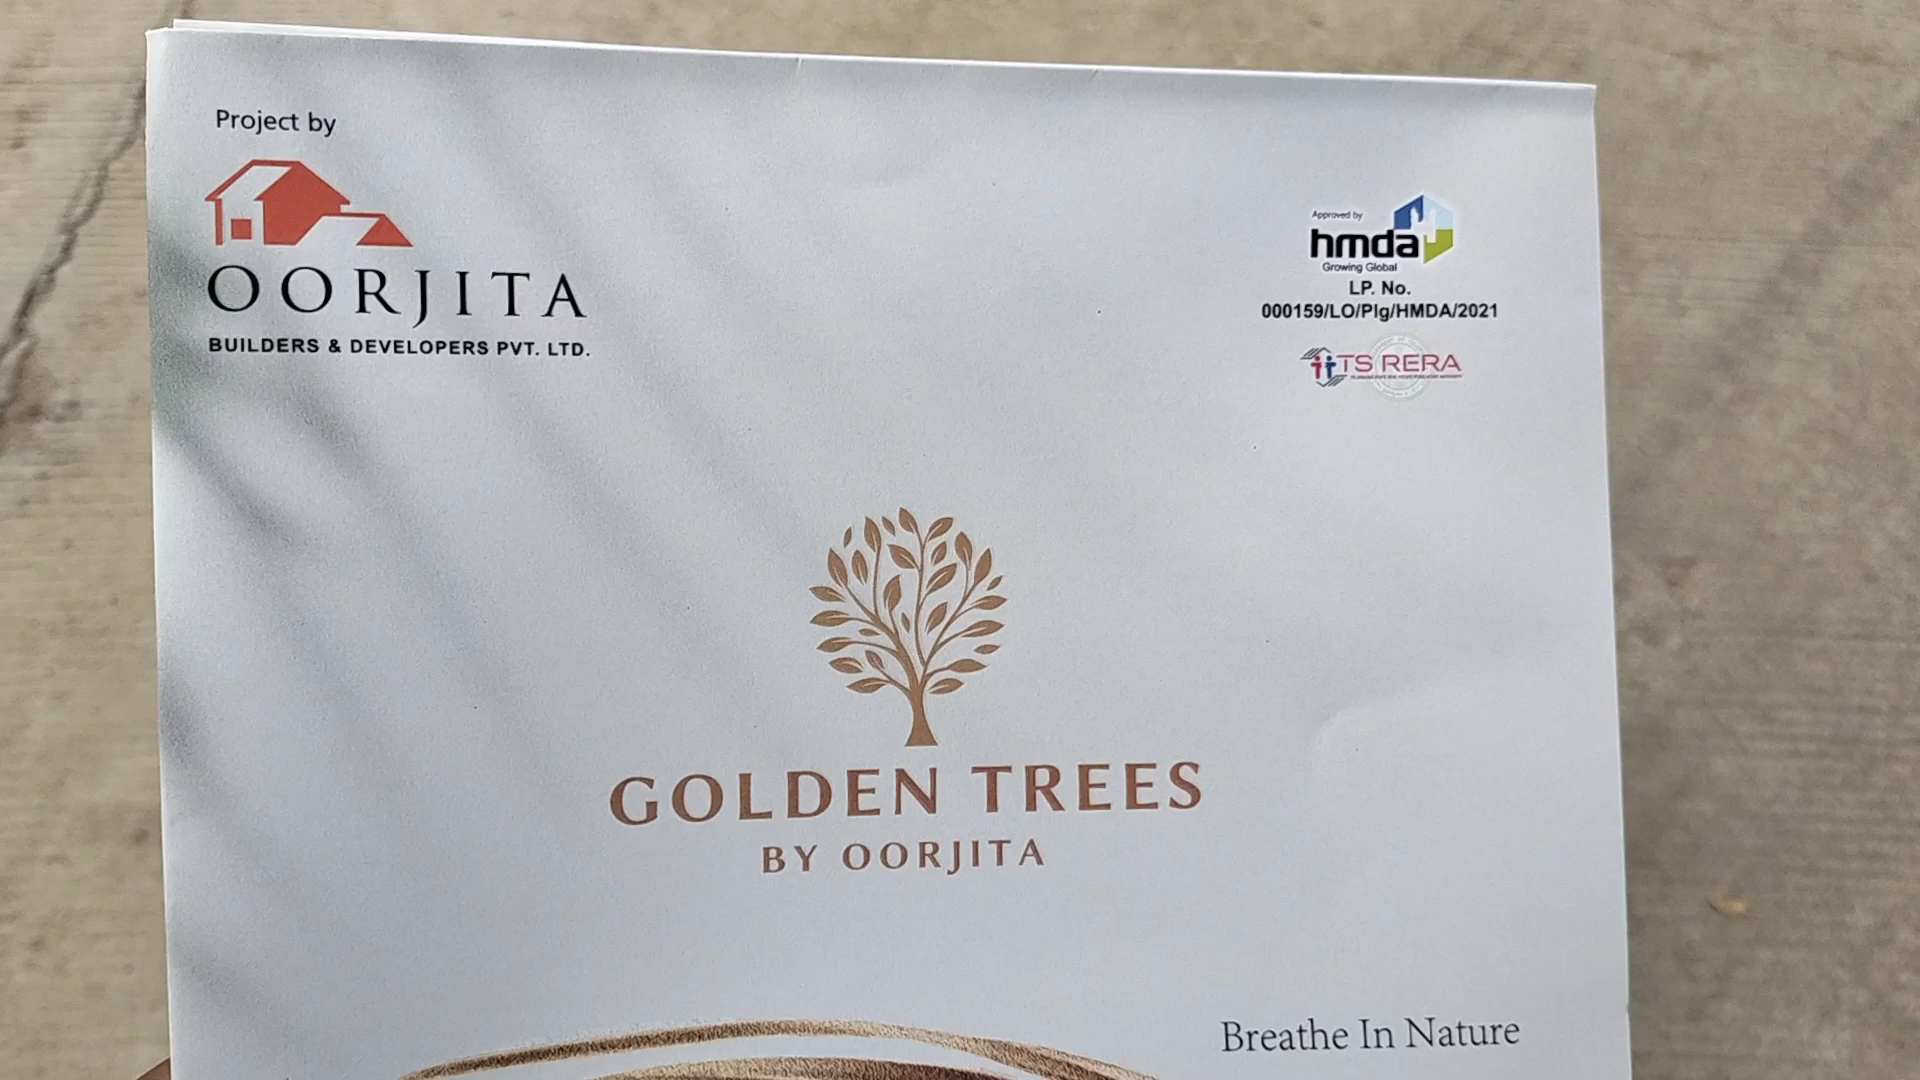 Project by
OORJITA
BUILDERS & DEVELOPERS PVT. LTD.
Approved by
hmda
Growing Global
LP. No.
000159/LO/Plg/HMDA/2021
TS RERA
GOLDEN TREES
BY OORJITA
Breathe In Nature